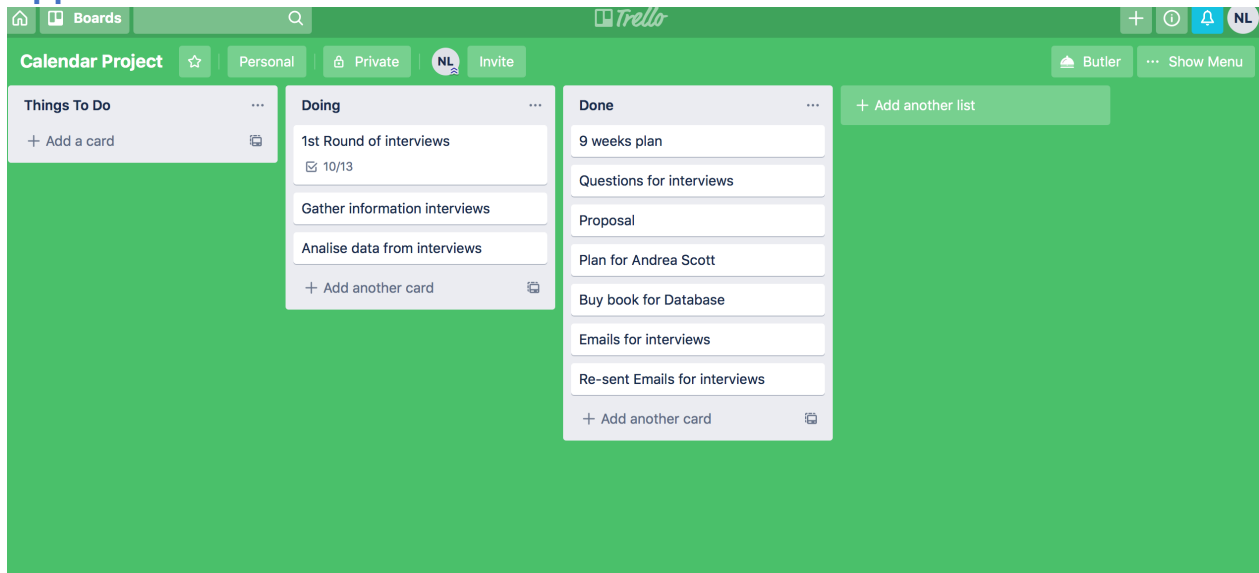 Boards
Trello
NL
Calendar Project
Personal
Private
NL
Invite
Butler
... Show Menu
Things To Do
...
+ Add a card
Doing
...
1st Round of interviews
10/13
Gather information interviews
Analise data from interviews
+ Add another card
Done
...
9 weeks plan
Questions for interviews
Proposal
Plan for Andrea Scott
Buy book for Database
Emails for interviews
Re-sent Emails for interviews
+ Add another card
+ Add another list